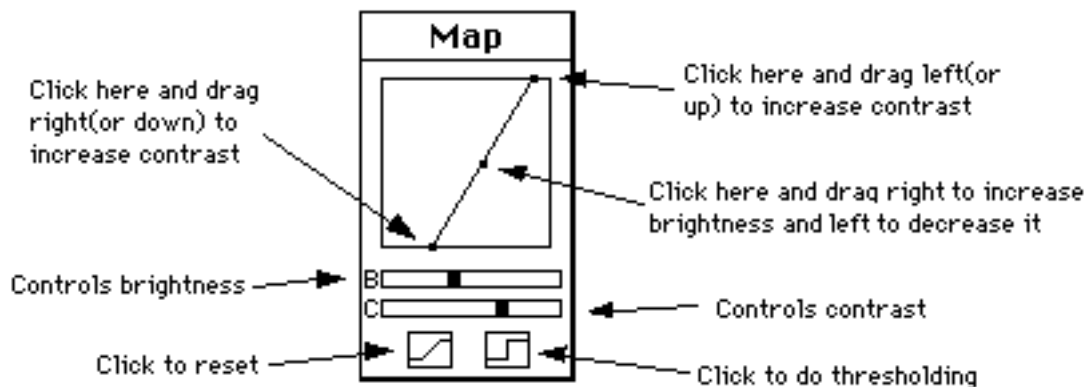 Map
Click here and drag
right(or down) to
increase contrast
Click here and drag left(or
up) to increase contrast
Click here and drag right to increase
brightness and left to decrease it
Controls brightness
B
C
Controls contrast
Click to reset
Click to do thresholding